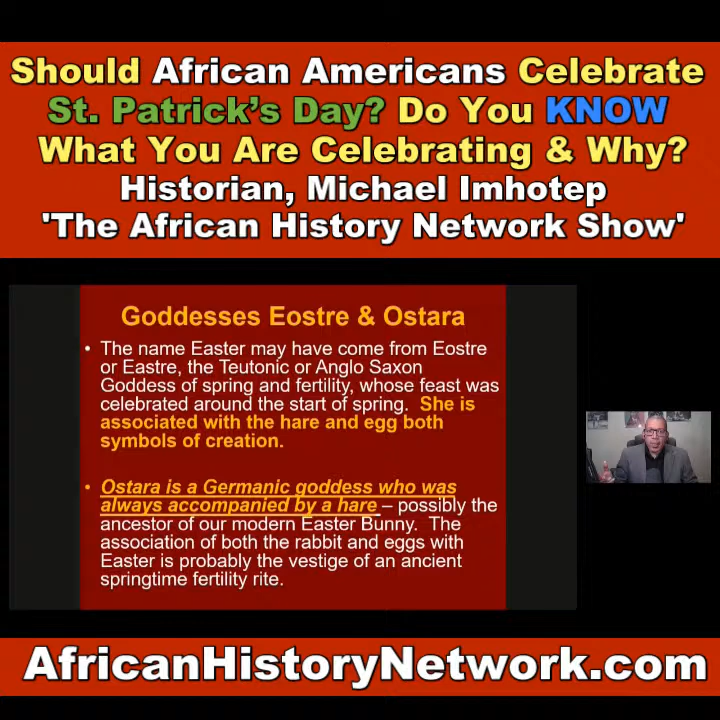 Should African Americans Celebrate
St. Patrick's Day? Do You KNOW
What You Are Celebrating & Why?
Historian, Michael Imhotep
'The African History Network Show'
Goddesses Eostre & Ostara
• The name Easter may have come from Eostre
or Eastre, the Teutonic or Anglo Saxon
Goddess of spring and fertility, whose feast was
celebrated around the start of spring. She is
associated with the hare and egg both
symbols of creation.
• Ostara is a Germanic goddess who was
always accompanied by a hare – possibly the
ancestor of our modern Easter Bunny. The
association of both the rabbit and eggs with
Easter is probably the vestige of an ancient
springtime fertility rite.
AfricanHistoryNetwork.com